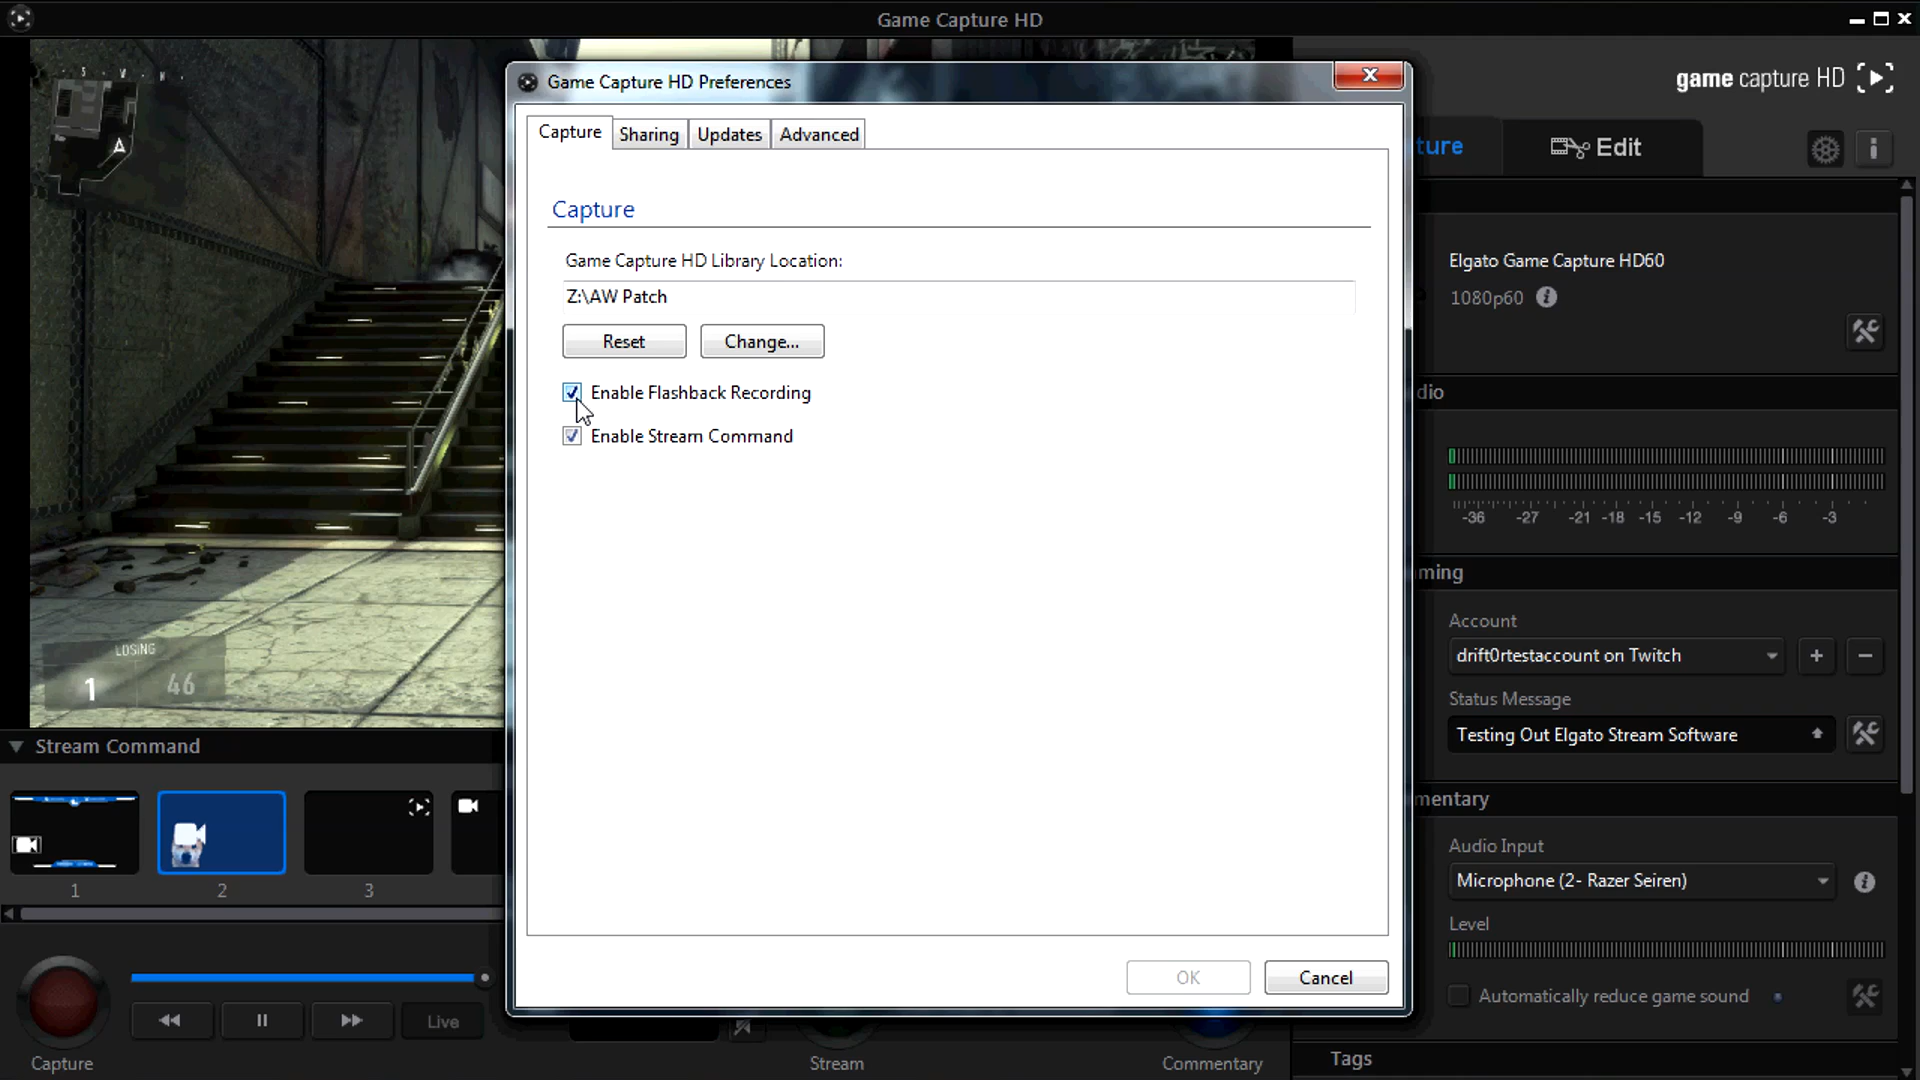 Game Capture HD
game capture HD
Game Capture HD Preferences
Capture
Sharing
Updates
Advanced
ture
Edit
Capture
Game Capture HD Library Location:
Z:\AW Patch
Reset
Change...
Enable Flashback Recording
Enable Stream Command
OK
Cancel
Elgato Game Capture HD60
1080p60
dio
-36 -27 -21 -18 -15 -12 -9 -6 -3
ming
Account
drift0rtestaccount on Twitch
Status Message
Testing Out Elgato Stream Software
mentary
Audio Input
Microphone (2- Razer Seiren)
Level
Automatically reduce game sound
Tags
S W N
LOSING
1 46
Stream Command
1 2 3
Live
Capture
Stream
Commentary